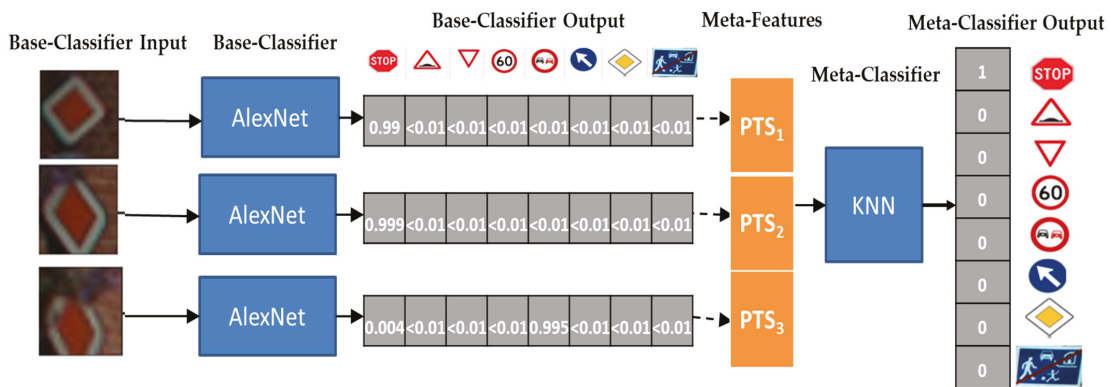 Base-Classifier Input
Base-Classifier
Base-Classifier Output
Meta-Features
Meta-Classifier Output
Meta-Classifier
STOP
60
AlexNet
0.99 <0.01 <0.01 <0.01 <0.01 <0.01 <0.01 <0.01
PTS1
AlexNet
0.999 <0.01 <0.01 <0.01 <0.01 <0.01 <0.01 <0.01
PTS2
AlexNet
0.004 <0.01 <0.01 <0.01 0.995 <0.01 <0.01 <0.01
PTS3
KNN
1
STOP
0
0
0
60
0
0
0
0